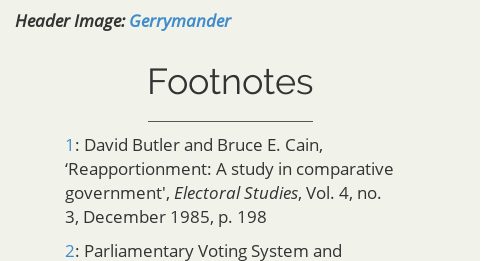 Header Image: Gerrymander
Footnotes
1: David Butler and Bruce E. Cain,
‘Reapportionment: A study in comparative
government', Electoral Studies, Vol. 4, no.
3, December 1985, p. 198
2: Parliamentary Voting System and